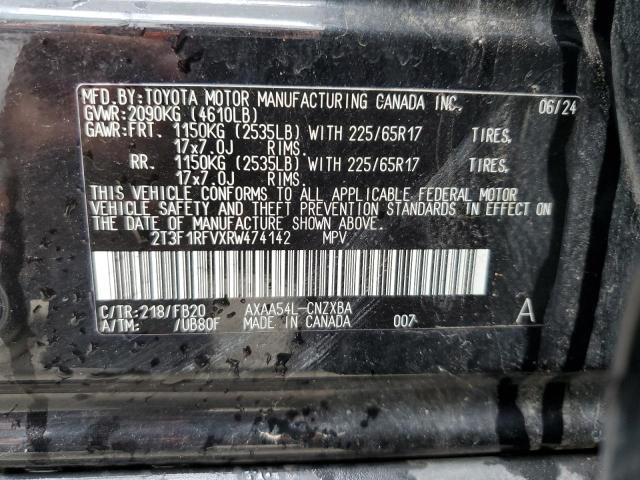 MFD.BY:TOYOTA MOTOR MANUFACTURING CANADA INC. 06/24
GVWR:2090KG (4610LB)
GAWR:FRT. 1150KG (2535LB) WITH 225/65R17 TIRES,
17x7.0J RIMS.
RR. 1150KG (2535LB) WITH 225/65R17 TIRES,
17x7.0J RIMS.
THIS VEHICLE CONFORMS TO ALL APPLICABLE FEDERAL MOTOR
VEHICLE SAFETY AND THEFT PREVENTION STANDARDS IN EFFECT ON
THE DATE OF MANUFACTURE SHOWN ABOVE.
2T3F1RFVXRW474142 MPV
C/TR:218/FB20 AXAA54L-CNZXBA
A/TM: /UB80F MADE IN CANADA 007 A